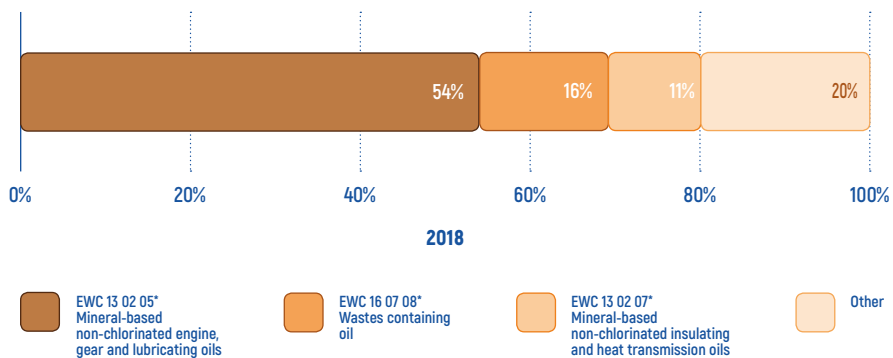 54%
16%
11%
20%
0%
20%
40%
60%
80%
100%
2018
EWC 13 02 05*
Mineral-based
non-chlorinated engine,
gear and lubricating oils
EWC 16 07 08*
Wastes containing
oil
EWC 13 02 07*
Mineral-based
non-chlorinated insulating
and heat transmission oils
Other